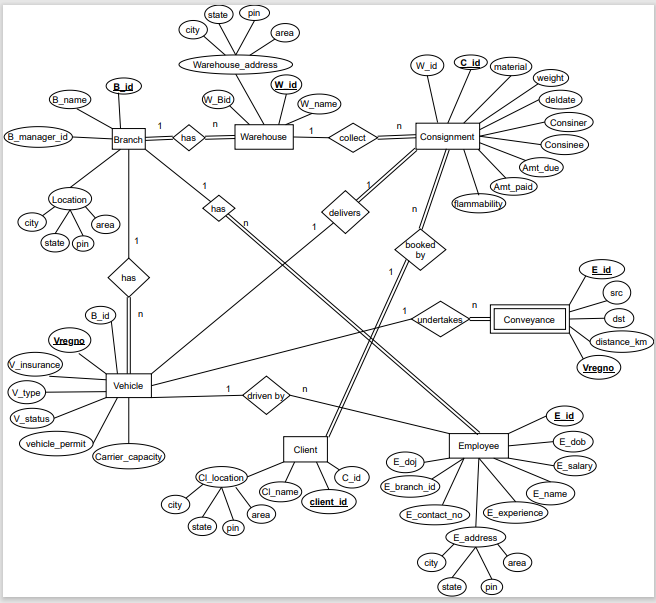 state
pin
city
area
Warehouse_address
B_id
W_id
W_Bid
W_name
B_name
B_manager_id
Branch
1
has
n
Warehouse
1
collect
n
Consignment
W_id
C_id
material
weight
deldate
Consiner
Consinee
Amt_due
Amt_paid
flammability
Location
city
state
pin
area
1
has
n
1
delivers
1
n
booked
by
1
1
has
n
B_id
Vregno
V_insurance
V_type
V_status
vehicle_permit
Carrier_capacity
Vehicle
1
undertakes
n
Conveyance
E_id
src
dst
distance_km
Vregno
1
driven by
n
Client
Cl_location
city
state
pin
area
Cl_name
client_id
C_id
Employee
E_id
E_dob
E_salary
E_name
E_experience
E_doj
E_branch_id
E_contact_no
E_address
city
state
pin
area